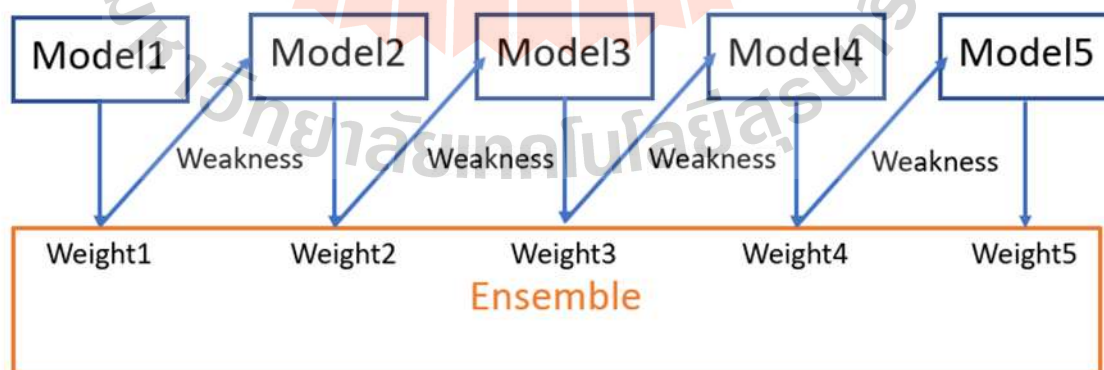 Model1 Model2 Model3 Model4 Model5
Weakness Weakness Weakness Weakness
Weight1 Weight2 Weight3 Weight4 Weight5
Ensemble